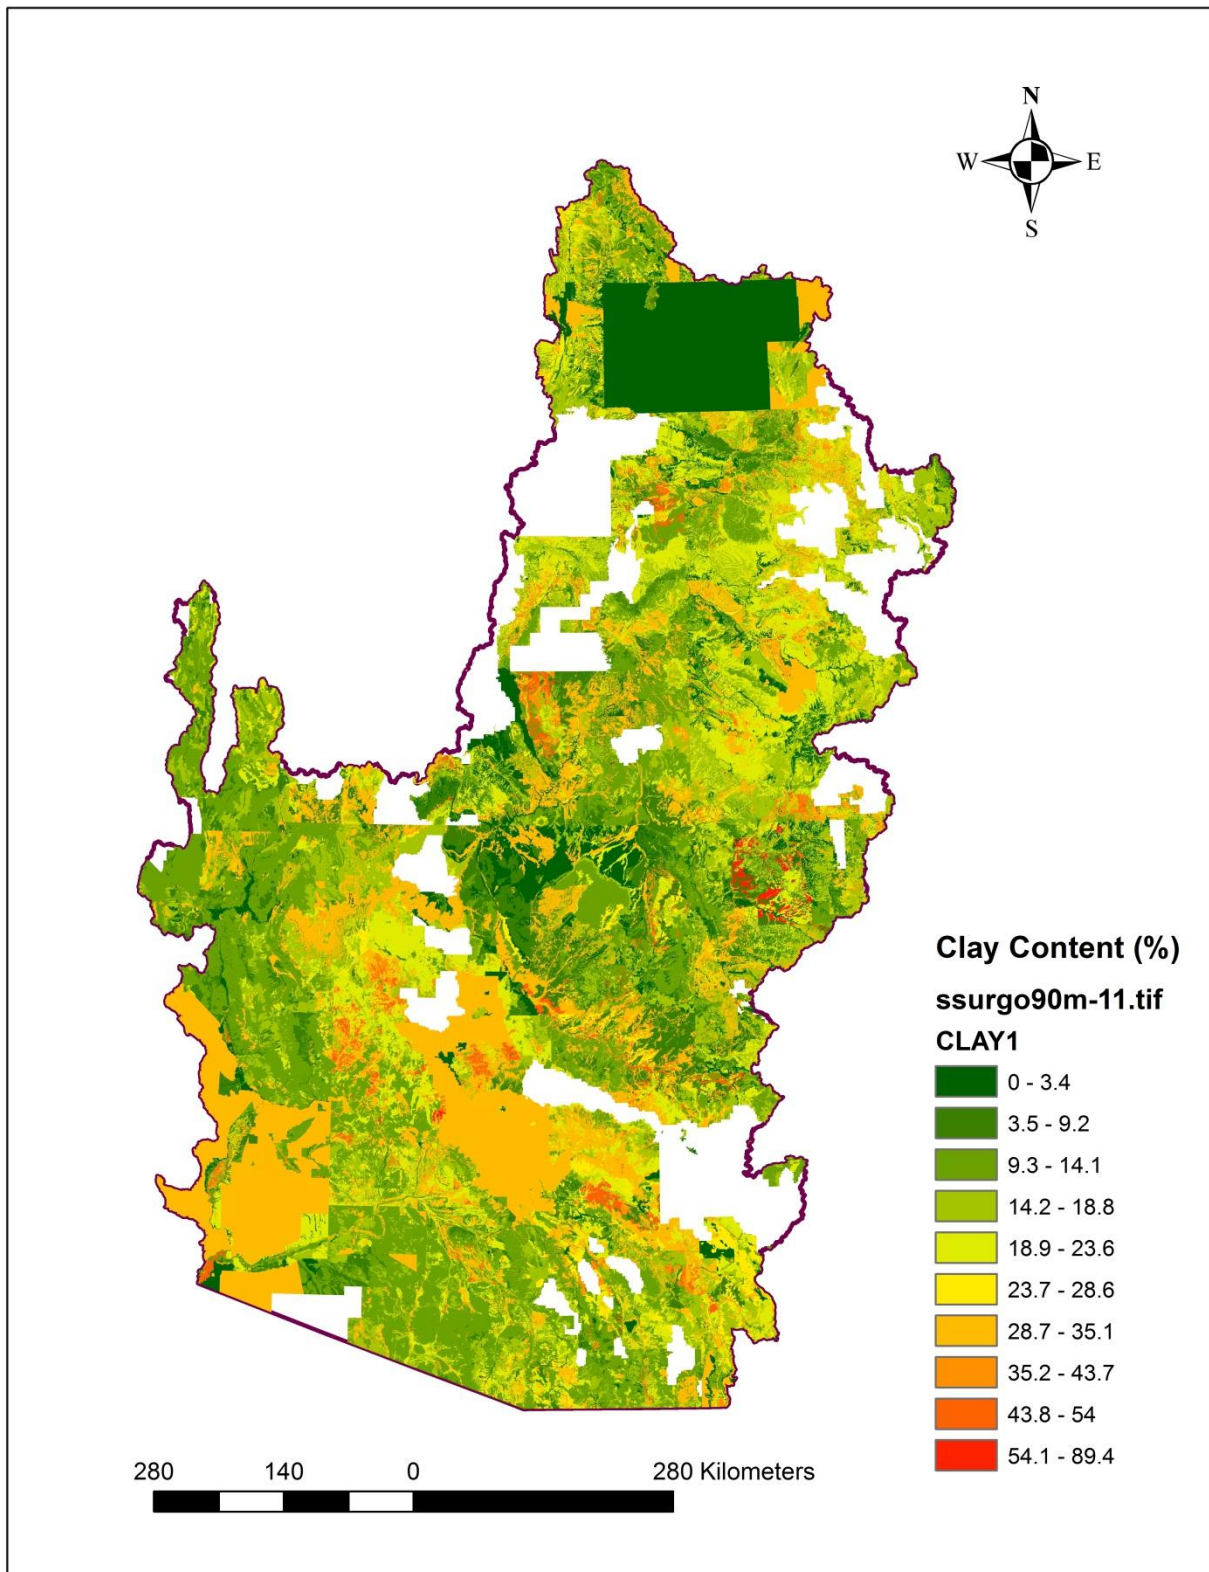 N
W E
S
Clay Content (%)
ssurgo90m-11.tif
CLAY1
0 - 3.4
3.5 - 9.2
9.3 - 14.1
14.2 - 18.8
18.9 - 23.6
23.7 - 28.6
28.7 - 35.1
35.2 - 43.7
43.8 - 54
54.1 - 89.4
280 140 0 280 Kilometers